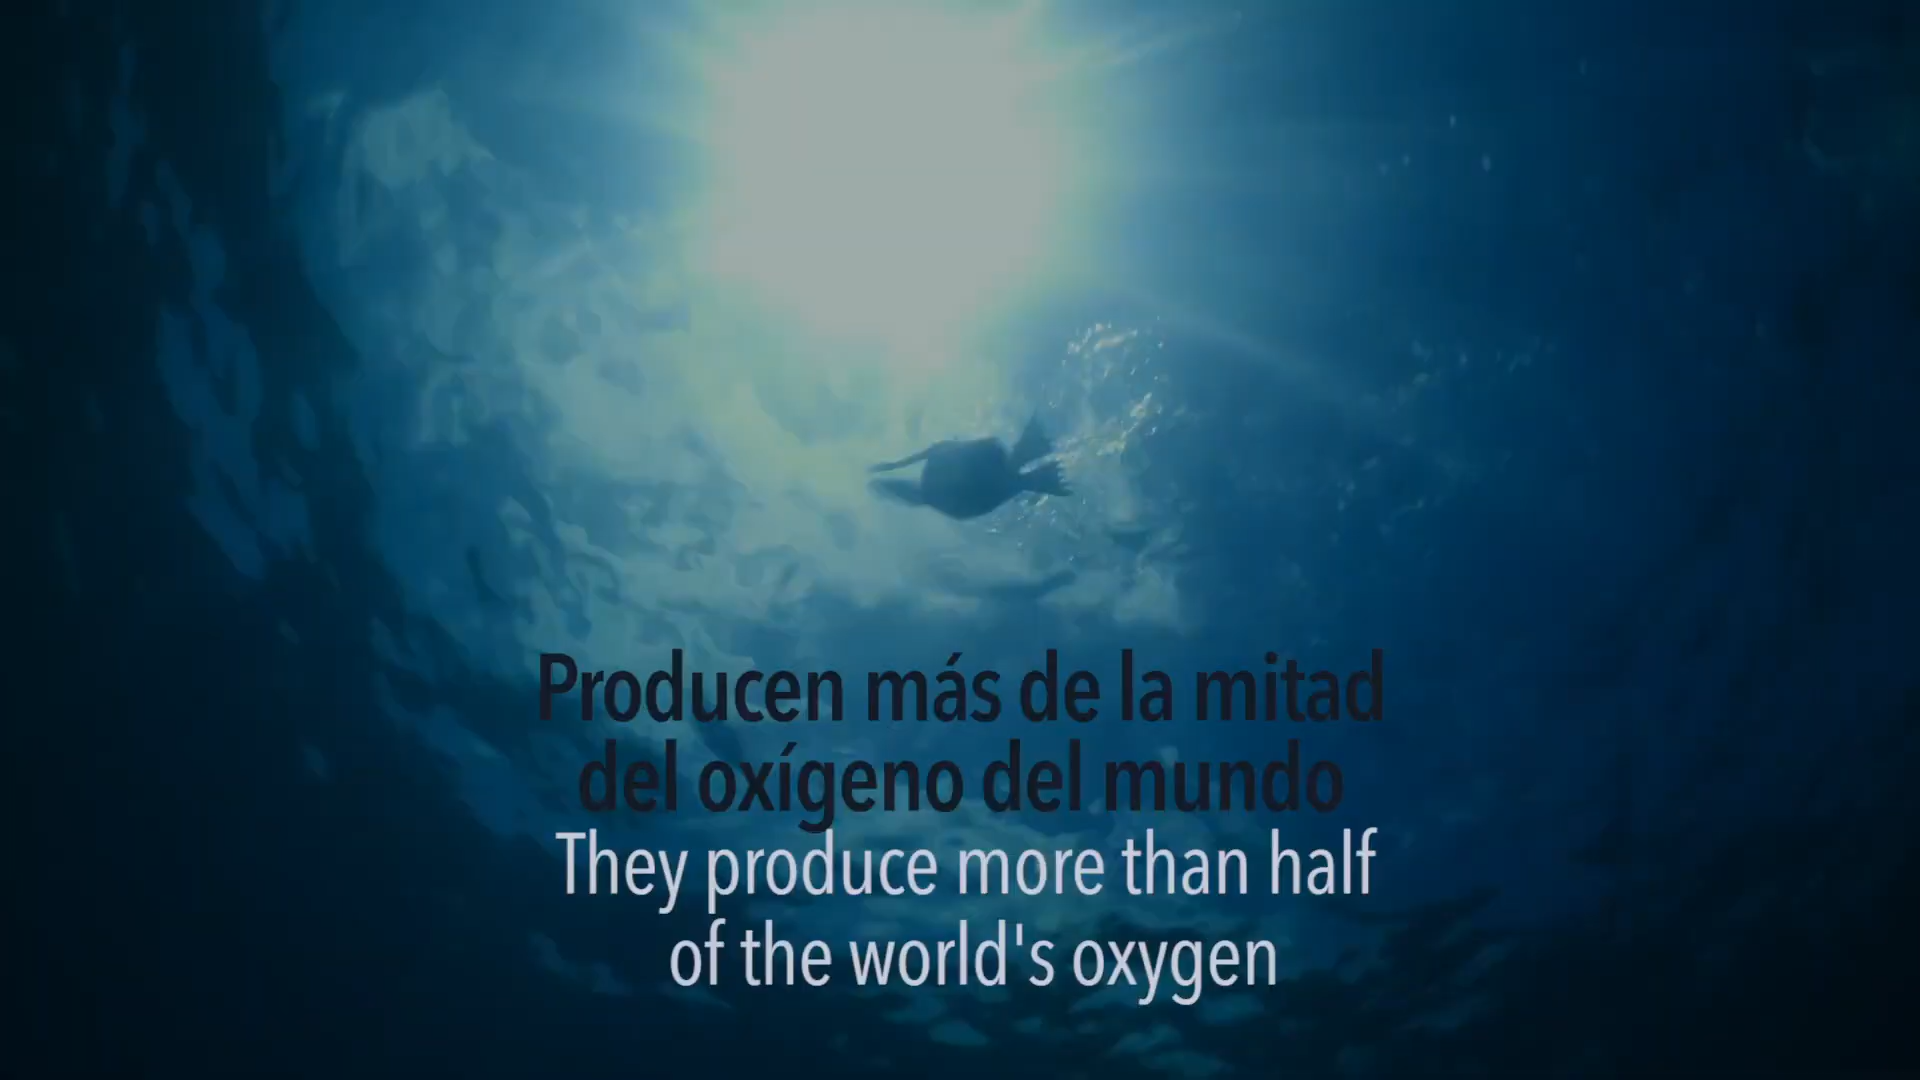 Producen más de la mitad
del oxígeno del mundo
They produce more than half
of the world's oxygen